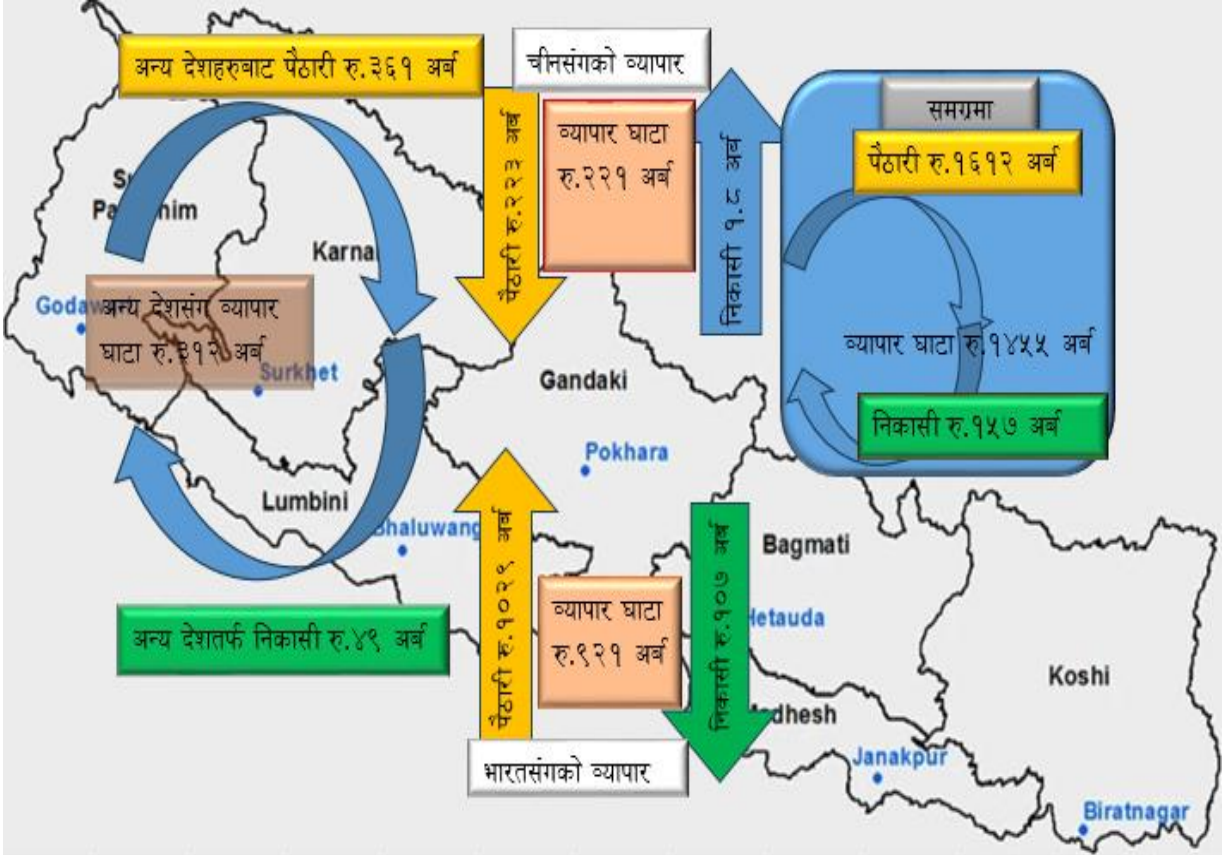 अन्य देशहरुबाट पैठारी रु.३६१ अर्ब
चीनसंगको व्यापार
पैठारी रु.२२३ अर्ब
व्यापार घाटा
रु.२२१ अर्ब
निकासी १.८ अर्ब
समग्रमा
पैठारी रु.१६१२ अर्ब
व्यापार घाटा रु.१४५५ अर्ब
निकासी रु.१५७ अर्ब
Karna
अन्य देशसंग व्यापार
घाटा रु.३१२ अर्ब
Godaw
Surkhet
Gandaki
Pokhara
Lumbini
Bhaluwang
पैठारी रु.१०२९ अर्ब
व्यापार घाटा
रु.९२१ अर्ब
निकासी रु.१०७ अर्ब
Bagmati
Hetauda
अन्य देशतर्फ निकासी रु.४९ अर्ब
Koshi
Madhesh
भारतसंगको व्यापार
Janakpur
Biratnagar